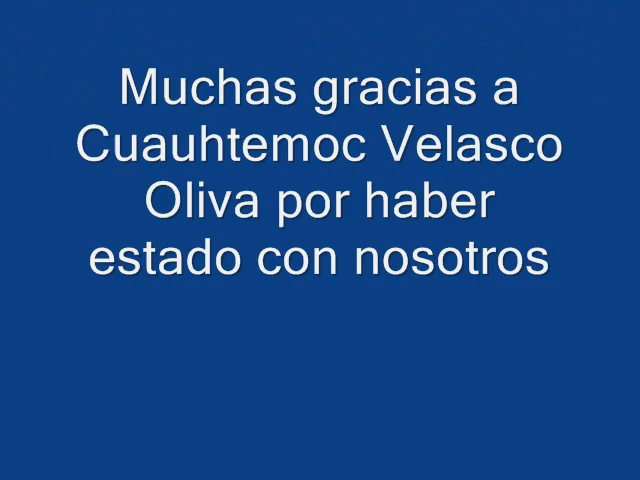 Muchas gracias a
Cuauhtemoc Velasco
Oliva por haber
estado con nosotros